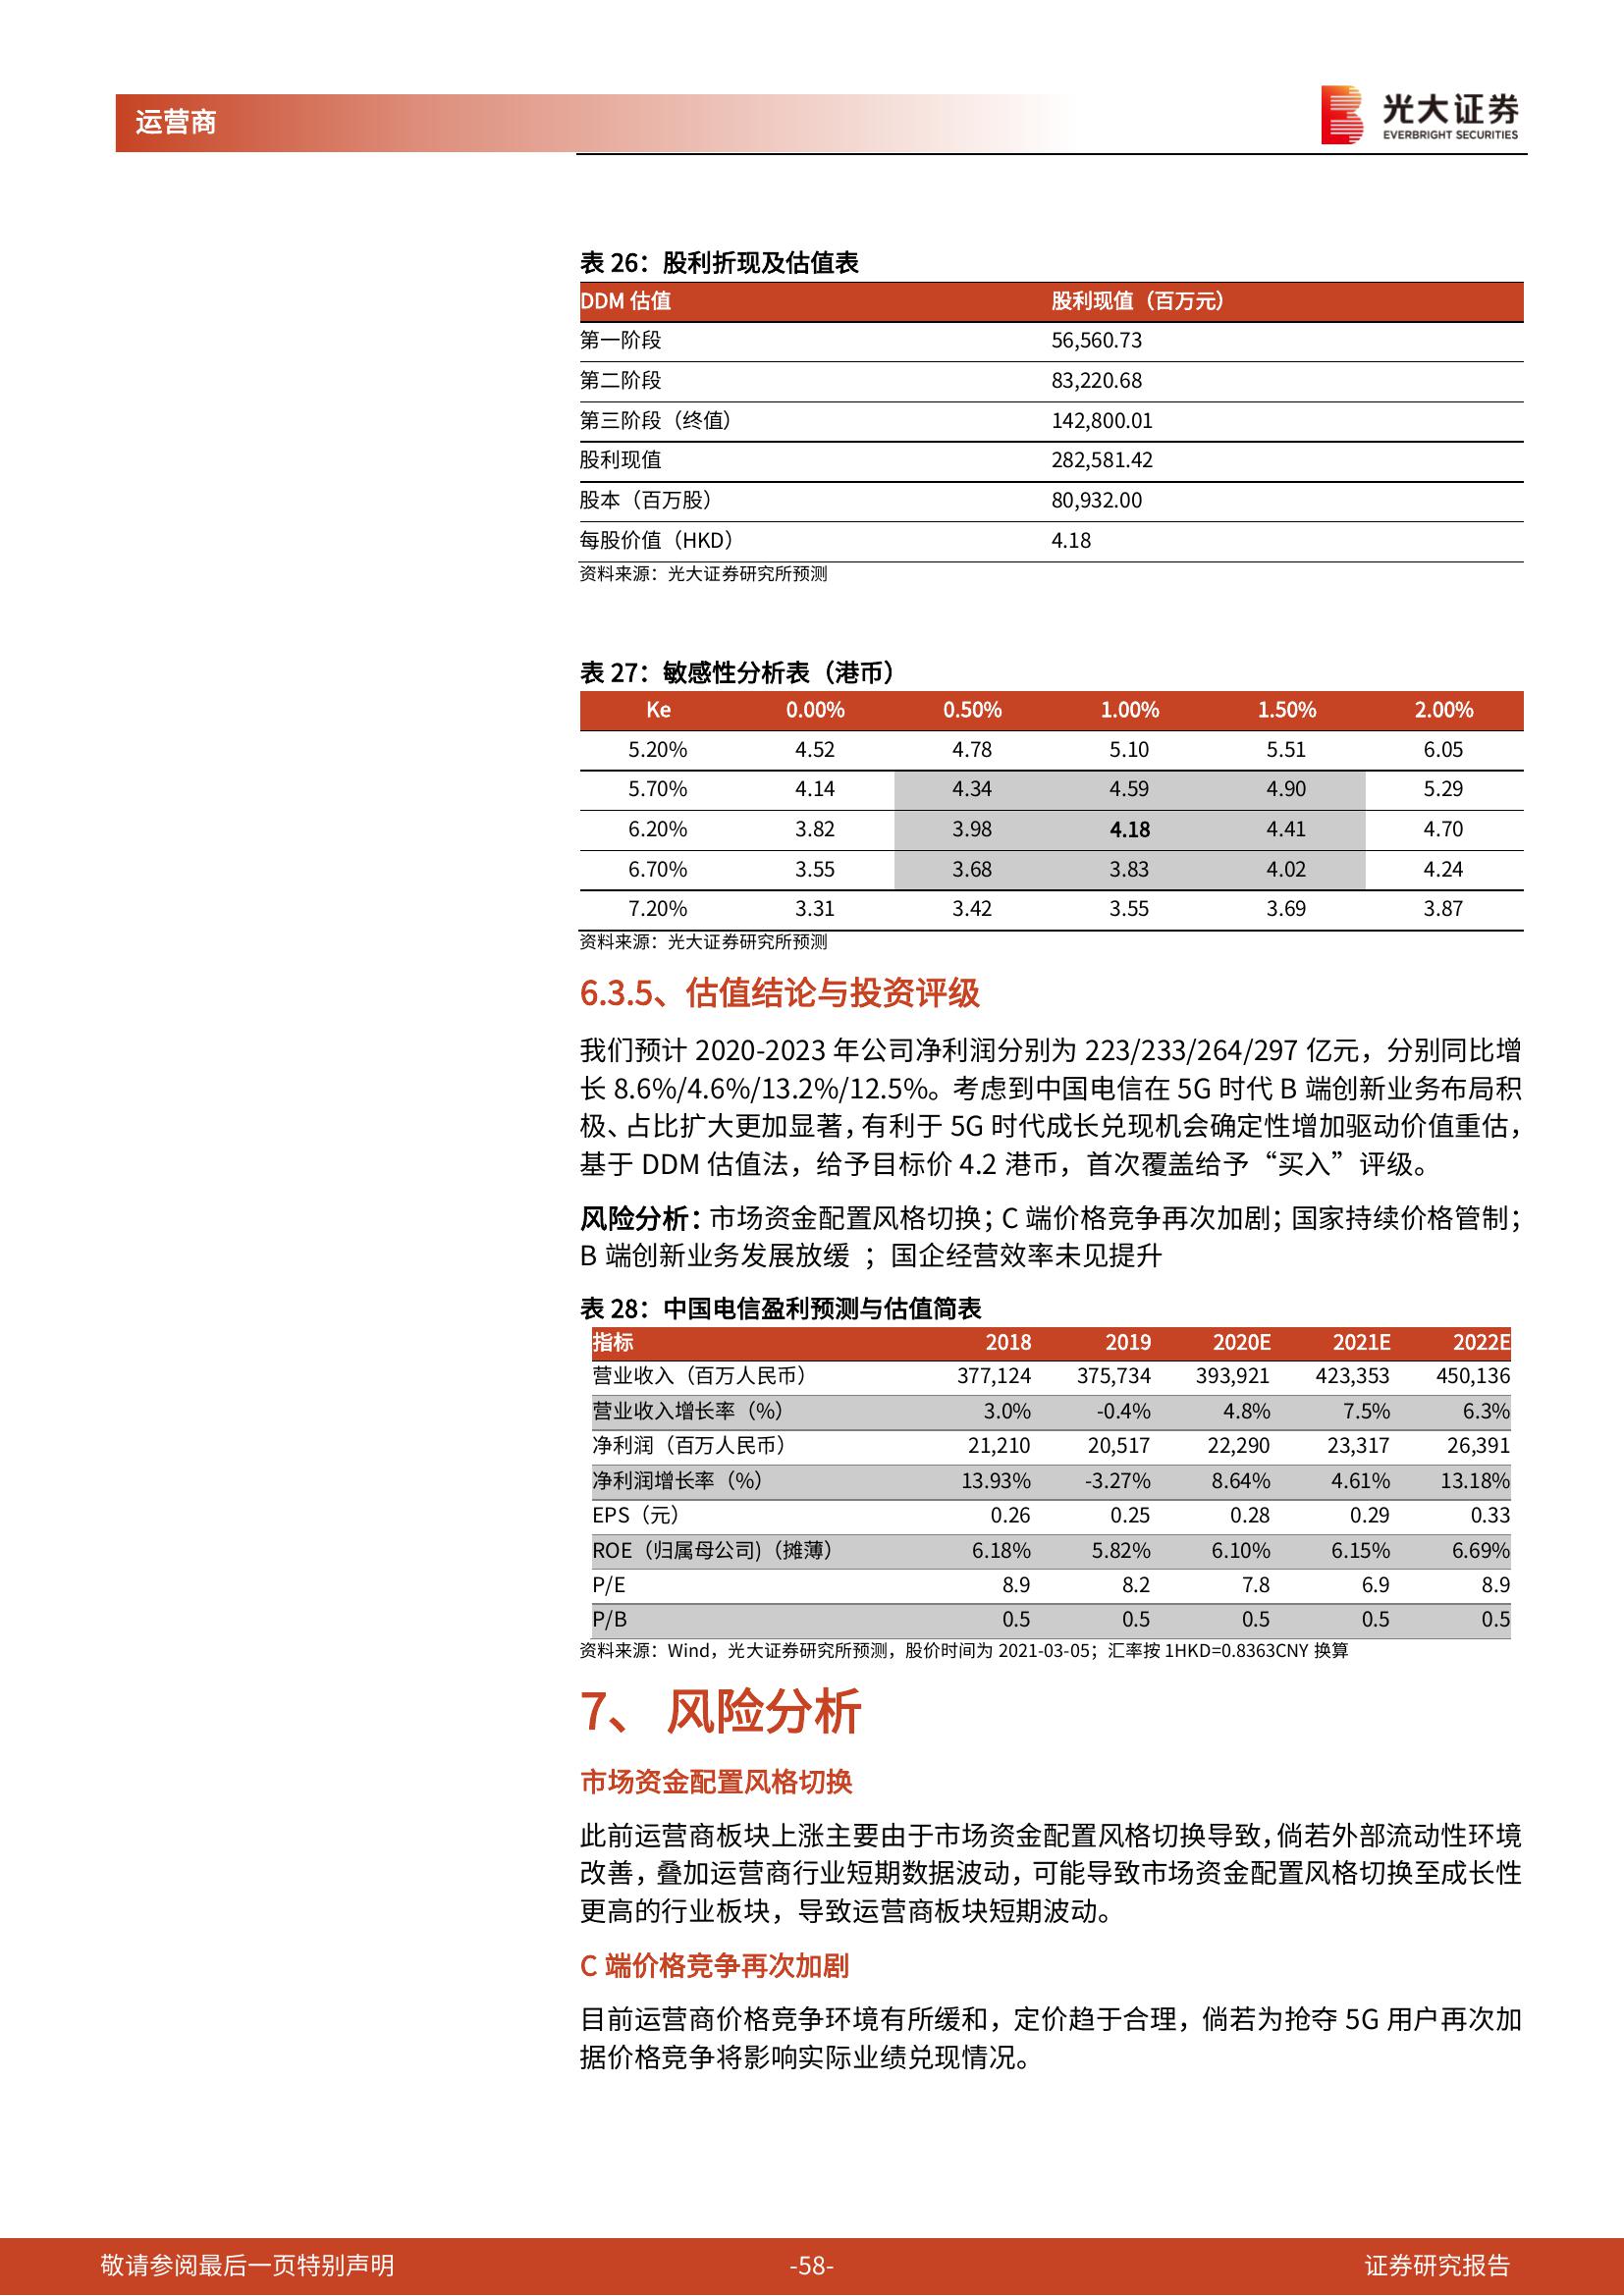 运营商
光大证券
EVERBRIGHT SECURITIES
表 26：股利折现及估值表
DDM 估值 股利现值（百万元）
第一阶段 56,560.73
第二阶段 83,220.68
第三阶段（终值） 142,800.01
股利现值 282,581.42
股本（百万股） 80,932.00
每股价值（HKD） 4.18
资料来源：光大证券研究所预测
表 27：敏感性分析表（港币）
Ke 0.00% 0.50% 1.00% 1.50% 2.00%
5.20% 4.52 4.78 5.10 5.51 6.05
5.70% 4.14 4.34 4.59 4.90 5.29
6.20% 3.82 3.98 4.18 4.41 4.70
6.70% 3.55 3.68 3.83 4.02 4.24
7.20% 3.31 3.42 3.55 3.69 3.87
资料来源：光大证券研究所预测
6.3.5、估值结论与投资评级
我们预计 2020-2023 年公司净利润分别为 223/233/264/297 亿元，分别同比增
长 8.6%/4.6%/13.2%/12.5%。考虑到中国电信在 5G 时代 B 端创新业务布局积
极、占比扩大更加显著，有利于 5G 时代成长兑现机会确定性增加驱动价值重估，
基于 DDM 估值法，给予目标价 4.2 港币，首次覆盖给予“买入”评级。
风险分析：市场资金配置风格切换；C 端价格竞争再次加剧；国家持续价格管制；
B 端创新业务发展放缓 ；国企经营效率未见提升
表 28：中国电信盈利预测与估值简表
指标 2018 2019 2020E 2021E 2022E
营业收入（百万人民币） 377,124 375,734 393,921 423,353 450,136
营业收入增长率（%） 3.0% -0.4% 4.8% 7.5% 6.3%
净利润（百万人民币） 21,210 20,517 22,290 23,317 26,391
净利润增长率（%） 13.93% -3.27% 8.64% 4.61% 13.18%
EPS（元） 0.26 0.25 0.28 0.29 0.33
ROE（归属母公司)（摊薄） 6.18% 5.82% 6.10% 6.15% 6.69%
P/E 8.9 8.2 7.8 6.9 8.9
P/B 0.5 0.5 0.5 0.5 0.5
资料来源：Wind，光大证券研究所预测，股价时间为 2021-03-05；汇率按 1HKD=0.8363CNY 换算
7、 风险分析
市场资金配置风格切换
此前运营商板块上涨主要由于市场资金配置风格切换导致，倘若外部流动性环境
改善，叠加运营商行业短期数据波动，可能导致市场资金配置风格切换至成长性
更高的行业板块，导致运营商板块短期波动。
C 端价格竞争再次加剧
目前运营商价格竞争环境有所缓和，定价趋于合理，倘若为抢夺 5G 用户再次加
据价格竞争将影响实际业绩兑现情况。
敬请参阅最后一页特别声明 -58- 证券研究报告